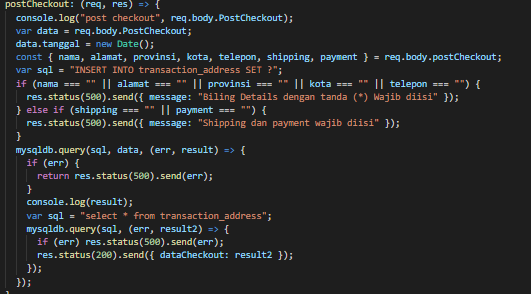 postCheckout: (req, res) => {
console.log("post checkout", req.body.PostCheckout);
var data = req.body.PostCheckout;
data.tanggal = new Date();
const { nama, alamat, provinsi, kota, telepon, shipping, payment } = req.body.postCheckout;
var sql = "INSERT INTO transaction_address SET ?";
if (nama === "" || alamat === "" || provinsi === "" || kota === "" || telepon === "") {
res.status(500).send({ message: "Biling Details dengan tanda (*) Wajib diisi" });
} else if (shipping === "" || payment === "") {
res.status(500).send({ message: "Shipping dan payment wajib diisi" });
}
mysqldb.query(sql, data, (err, result) => {
if (err) {
return res.status(500).send(err);
}
console.log(result);
var sql = "select * from transaction_address";
mysqldb.query(sql, (err, result2) => {
if (err) res.status(500).send(err);
res.status(200).send({ dataCheckout: result2 });
});
});